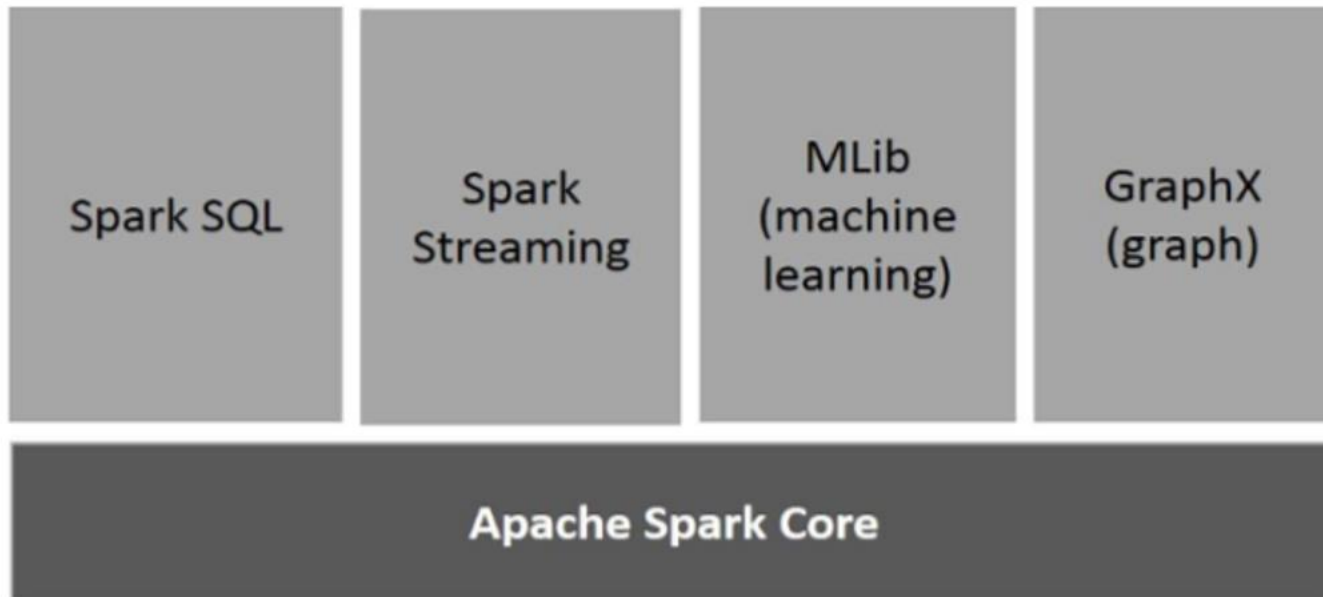 Spark SQL
Spark
Streaming
MLib
(machine
learning)
GraphX
(graph)
Apache Spark Core